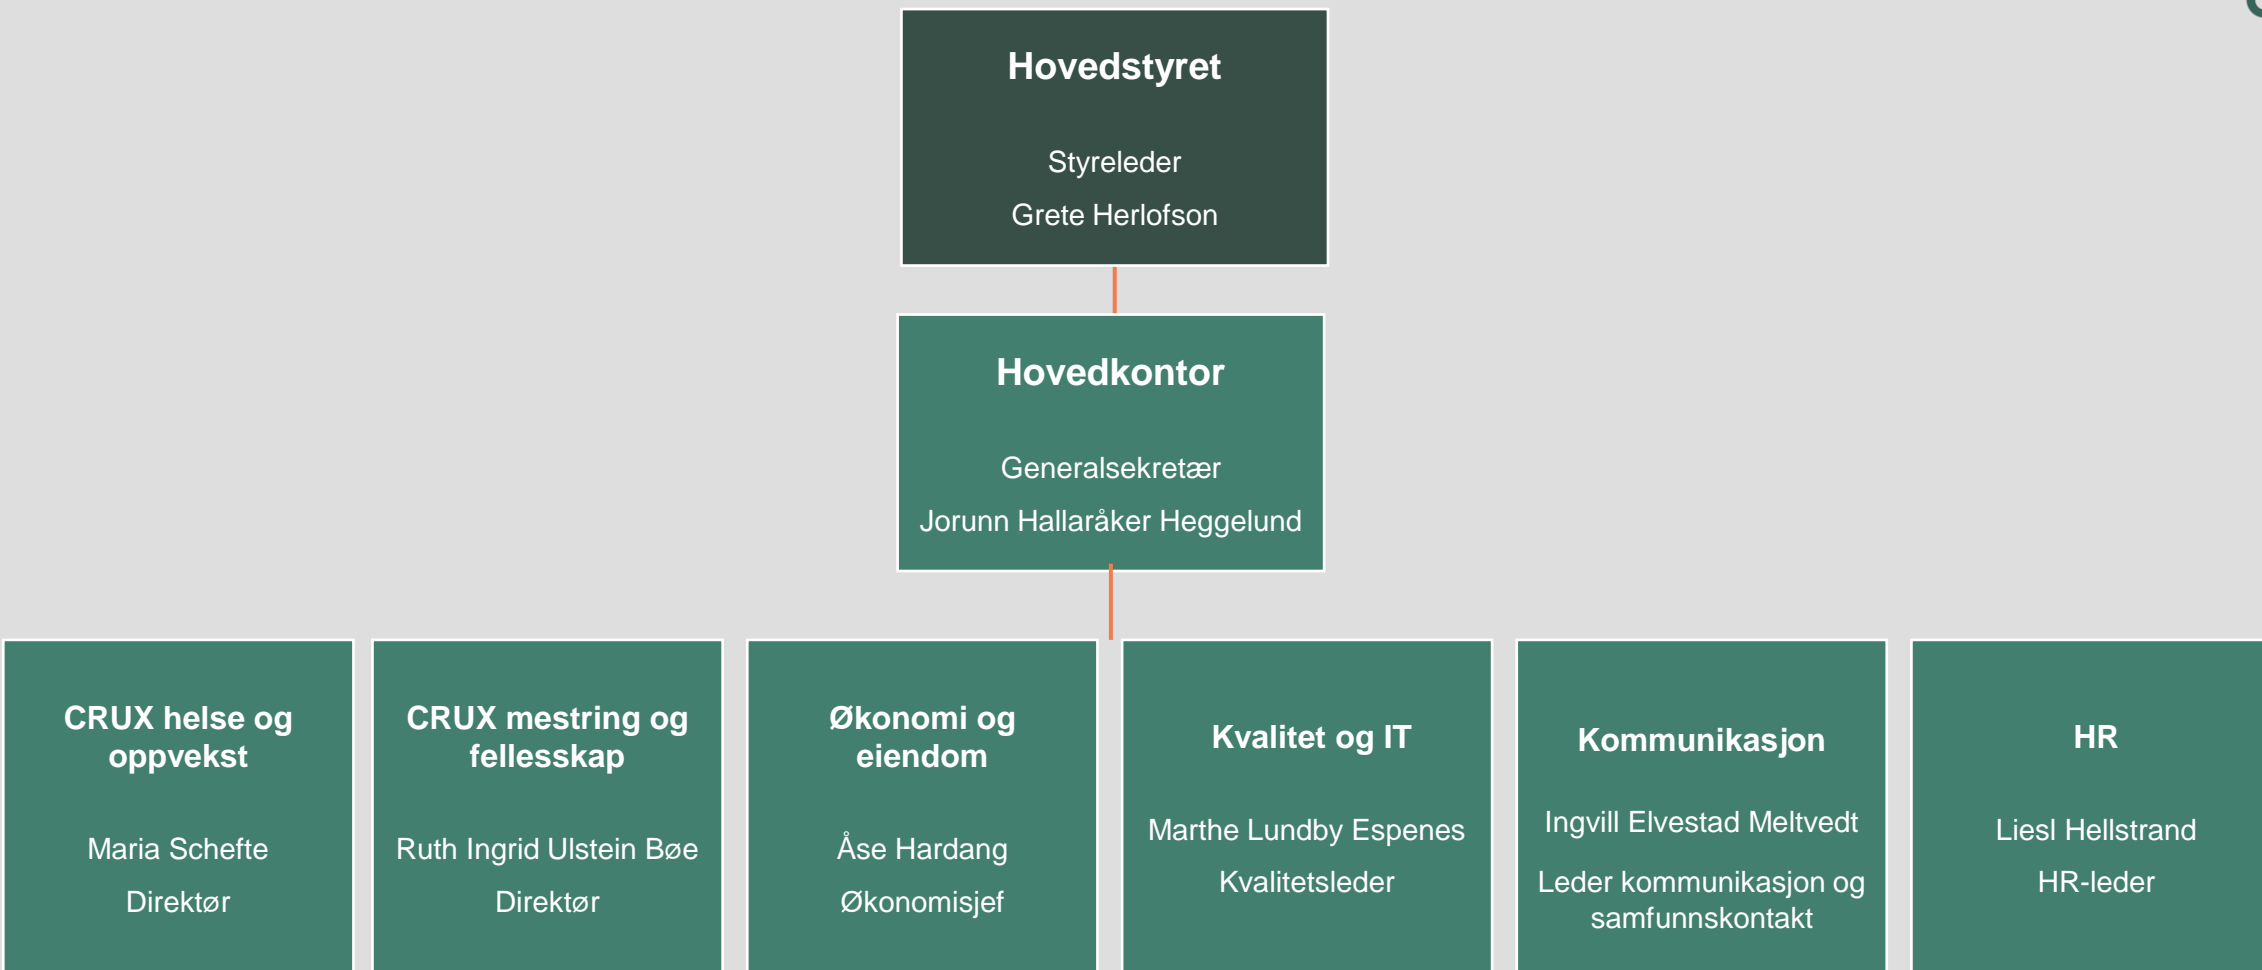 Hovedstyret
Styreleder
Grete Herlofson
Hovedkontor
Generalsekretær
Jorunn Hallaråker Heggelund
CRUX helse og
oppvekst
Maria Schefte
Direktør
CRUX mestring og
fellesskap
Ruth Ingrid Ulstein Bøe
Direktør
Økonomi og
eiendom
Åse Hardang
Økonomisjef
Kvalitet og IT
Marthe Lundby Espenes
Kvalitetsleder
Kommunikasjon
Ingvill Elvestad Meltvedt
Leder kommunikasjon og
samfunnskontakt
HR
Liesl Hellstrand
HR-leder